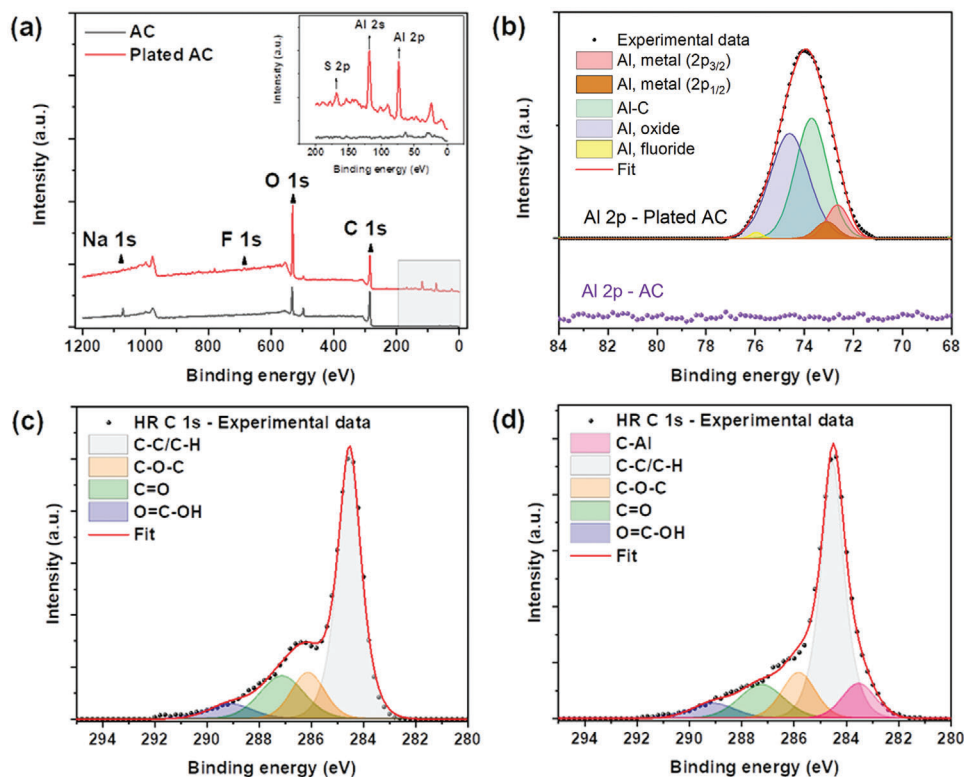 (a)
AC
Plated AC
Intensity (a.u.)
S 2p
Al 2s
Al 2p
200 150 100 50 0
Binding energy (eV)
Na 1s
F 1s
O 1s
C 1s
Intensity (a.u.)
1200 1000 800 600 400 200 0
Binding energy (eV)
(b)
Experimental data
Al, metal (2p3/2)
Al, metal (2p1/2)
Al-C
Al, oxide
Al, fluoride
Fit
Al 2p - Plated AC
Al 2p - AC
Intensity (a.u.)
84 82 80 78 76 74 72 70 68
Binding energy (eV)
(c)
HR C 1s - Experimental data
C-C/C-H
C-O-C
C=O
O=C-OH
Fit
Intensity (a.u.)
294 292 290 288 286 284 282 280
Binding energy (eV)
(d)
HR C 1s - Experimental data
C-Al
C-C/C-H
C-O-C
C=O
O=C-OH
Fit
Intensity (a.u.)
294 292 290 288 286 284 282 280
Binding energy (eV)